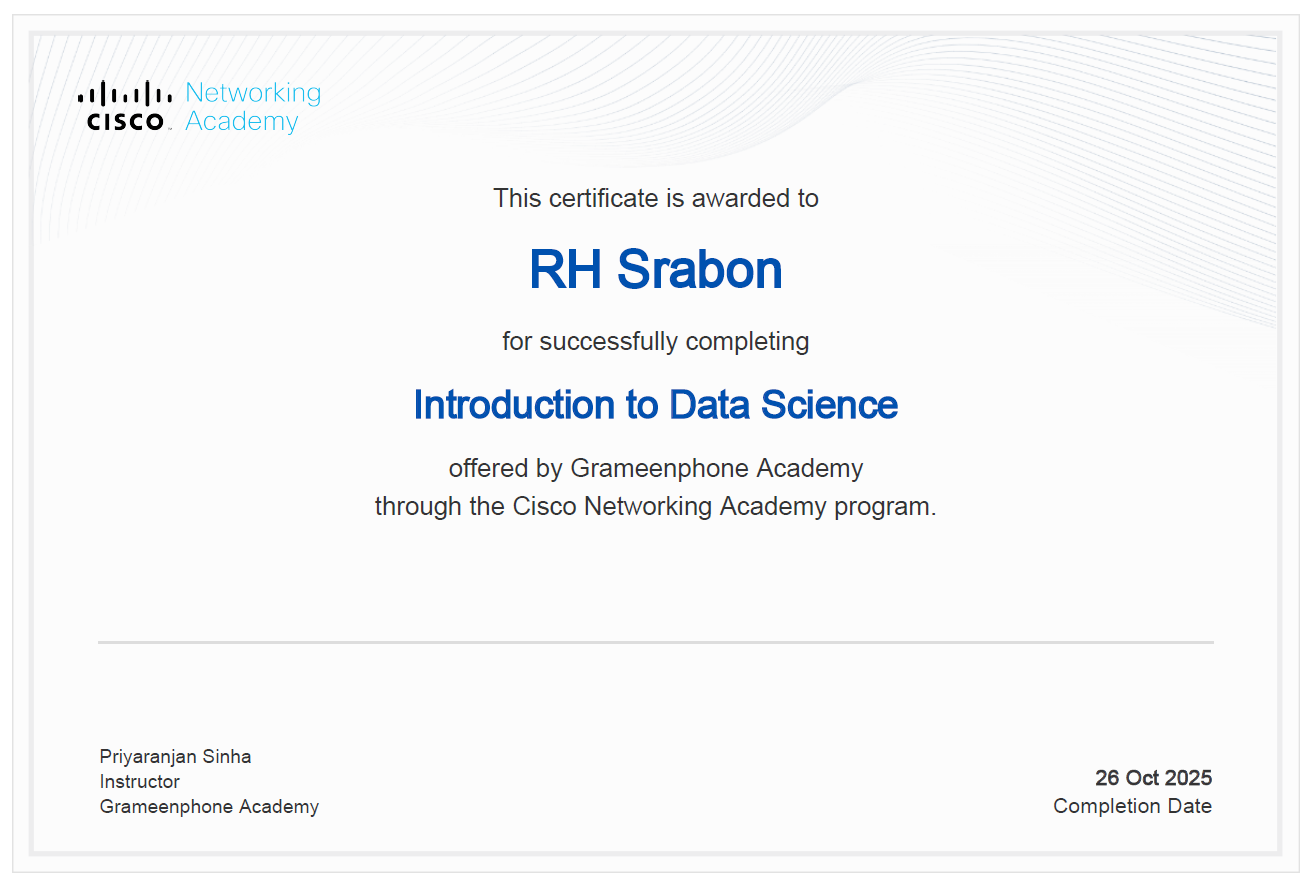 CISCO Networking
Academy
This certificate is awarded to
RH Srabon
for successfully completing
Introduction to Data Science
offered by Grameenphone Academy
through the Cisco Networking Academy program.
Priyaranjan Sinha
Instructor
Grameenphone Academy
26 Oct 2025
Completion Date